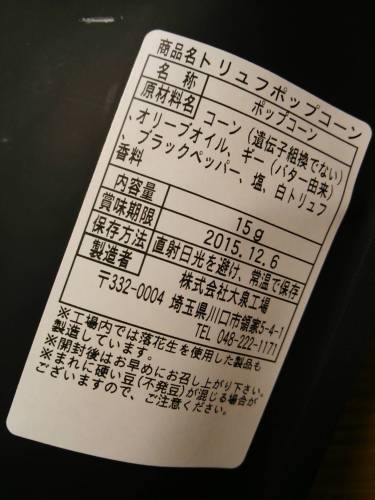 商品名 トリュフポップコーン
名称 ポップコーン
原材料名 コーン（遺伝子組換でない）
、オリーブオイル、ギー（バター由来）
、ブラックペッパー、塩、白トリュフ
香料
内容量 15g
賞味期限 2015.12.6
保存方法 直射日光を避け、常温で保存
製造者 株式会社大泉工場
〒332-0004 埼玉県川口市領家5-4-1
TEL 048-222-1171
※工場内では落花生を使用した製品も
製造しています。
※開封後はお早めにお召し上がり下さい。
※まれに硬い豆(不発豆)が混じる場合が
ございますので、ご注意ください。